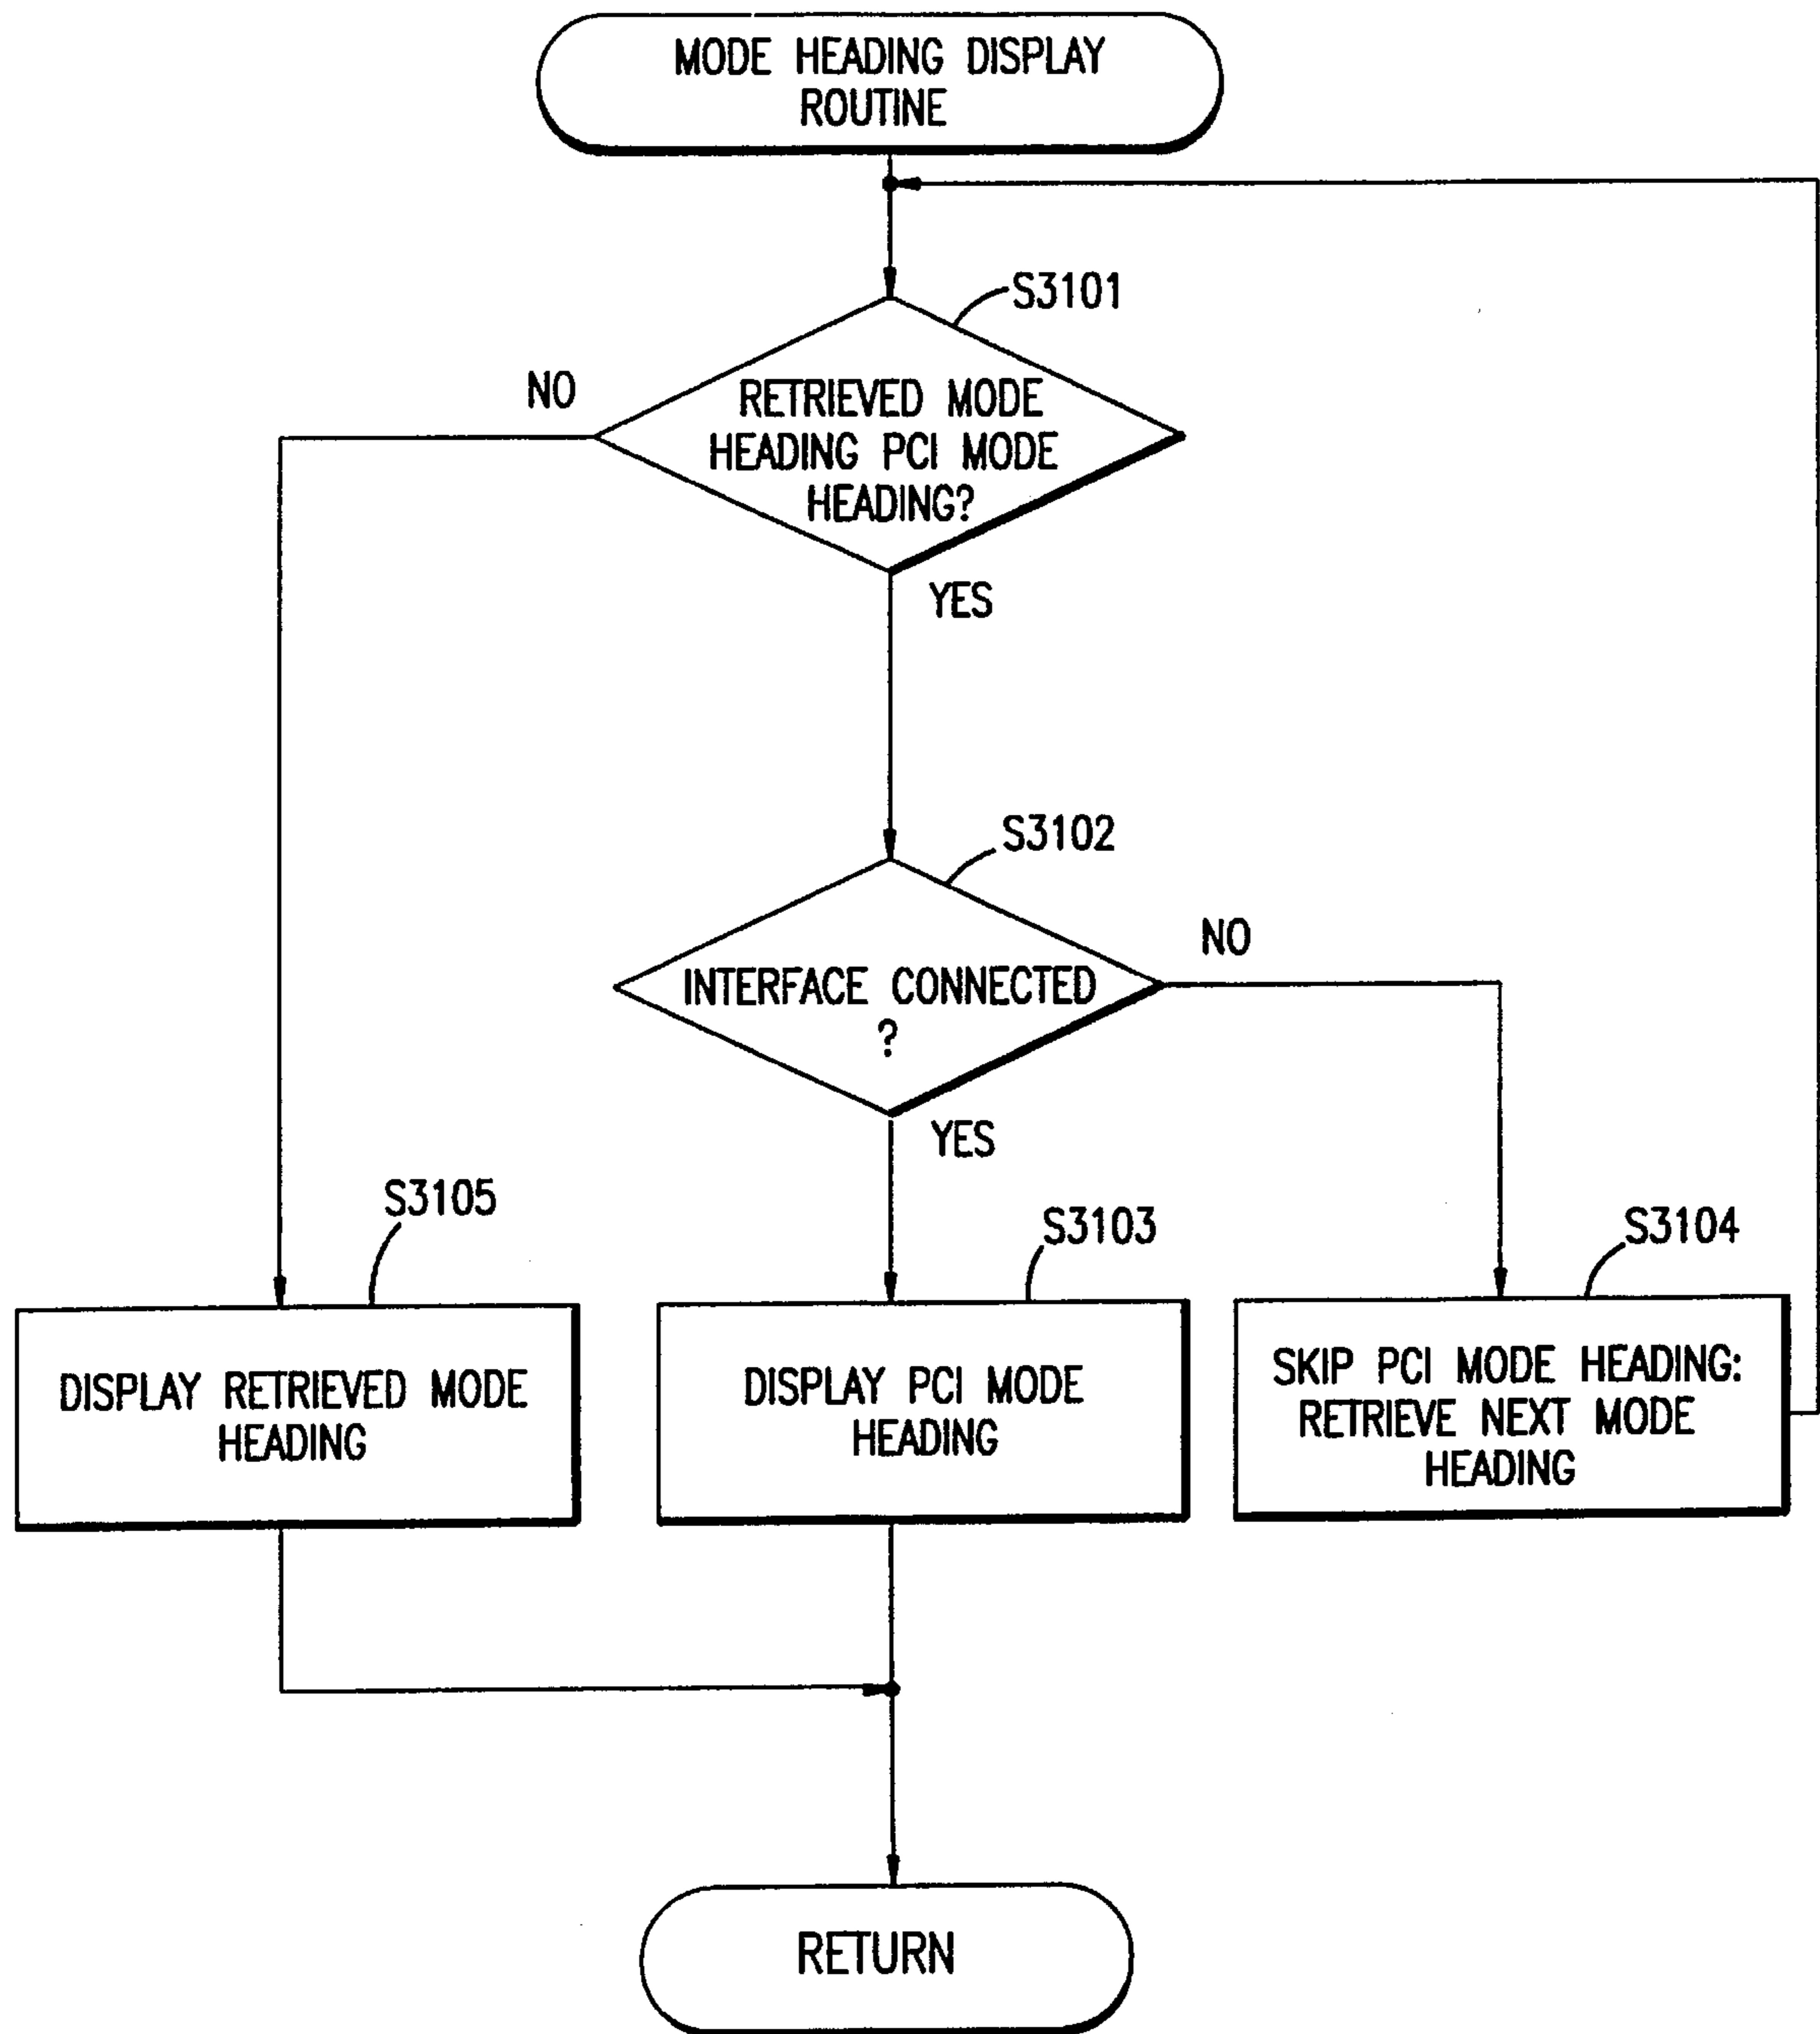 MODE HEADING DISPLAY
ROUTINE
S3101
NO
RETRIEVED MODE
HEADING PCI MODE
HEADING?
YES
S3102
NO
INTERFACE CONNECTED
?
YES
S3105
S3103
S3104
DISPLAY RETRIEVED MODE
HEADING
DISPLAY PCI MODE
HEADING
SKIP PCI MODE HEADING:
RETRIEVE NEXT MODE
HEADING
RETURN